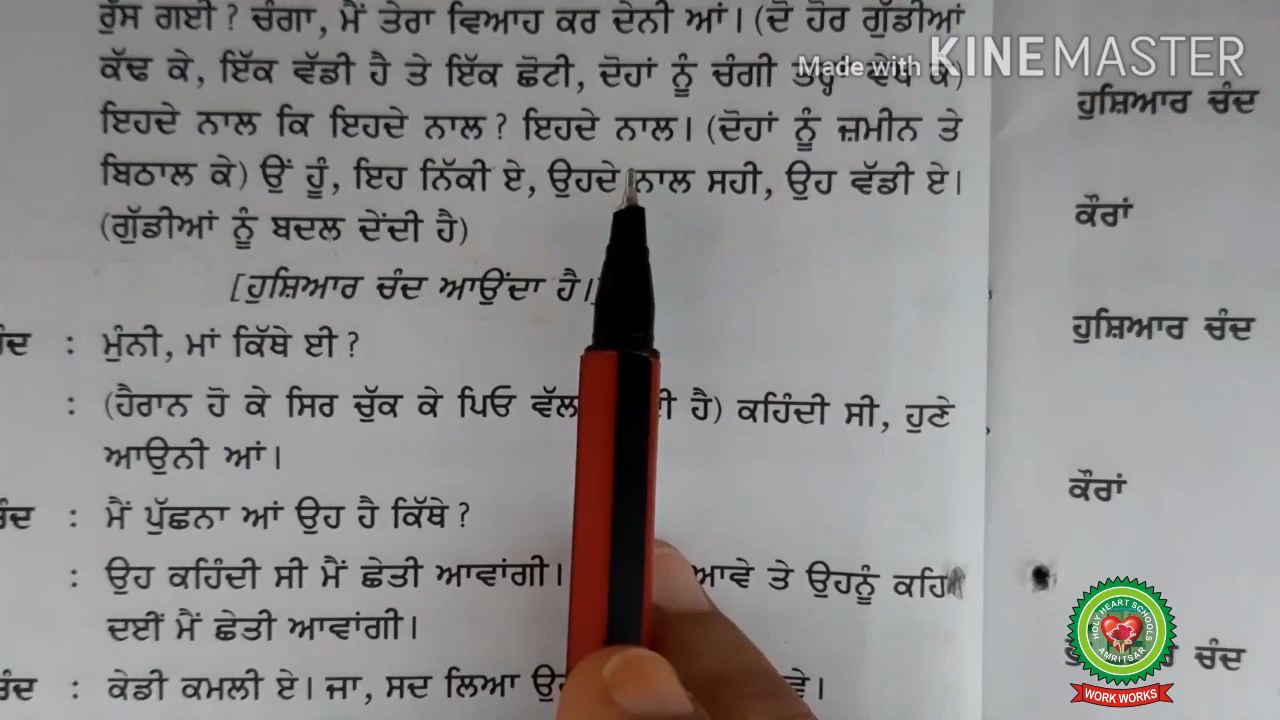 ਰੁੱਸ ਗਈ? ਚੰਗਾ, ਮੈਂ ਤੇਰਾ ਵਿਆਹ ਕਰ ਦੇਨੀ ਆਂ। (ਦੋ ਹੋਰ ਗੁੱਡੀਆਂ
Made with KINEMASTER
ਕੱਢ ਕੇ, ਇੱਕ ਵੱਡੀ ਹੈ ਤੇ ਇੱਕ ਛੋਟੀ, ਦੋਹਾਂ ਨੂੰ ਚੰਗੀ ਤਰ੍ਹਾਂ ਵੇਖ ਕੇ)
ਇਹਦੇ ਨਾਲ ਕਿ ਇਹਦੇ ਨਾਲ? ਇਹਦੇ ਨਾਲ। (ਦੋਹਾਂ ਨੂੰ ਜ਼ਮੀਨ ਤੇ
ਬਿਠਾਲ ਕੇ) ਉਂ ਹੂੰ, ਇਹ ਨਿੱਕੀ ਏ, ਉਹਦੇ ਨਾਲ ਸਹੀ, ਉਹ ਵੱਡੀ ਏ।
(ਗੁੱਡੀਆਂ ਨੂੰ ਬਦਲ ਦੇਂਦੀ ਹੈ)
[ਹੁਸ਼ਿਆਰ ਚੰਦ ਆਉਂਦਾ ਹੈ।]
ਚੰਦ : ਮੁੰਨੀ, ਮਾਂ ਕਿੱਥੇ ਈ?
: (ਹੈਰਾਨ ਹੋ ਕੇ ਸਿਰ ਚੁੱਕ ਕੇ ਪਿਓ ਵੱਲ ਹੈ) ਕਹਿੰਦੀ ਸੀ, ਹੁਣੇ
ਆਉਨੀ ਆਂ।
ਚੰਦ : ਮੈਂ ਪੁੱਛਨਾ ਆਂ ਉਹ ਹੈ ਕਿੱਥੇ?
: ਉਹ ਕਹਿੰਦੀ ਸੀ ਮੈਂ ਛੇਤੀ ਆਵਾਂਗੀ। ਆਵੇ ਤੇ ਉਹਨੂੰ ਕਹਿ
ਦਈਂ ਮੈਂ ਛੇਤੀ ਆਵਾਂਗੀ।
ਚੰਦ : ਕੇਡੀ ਕਮਲੀ ਏ। ਜਾ, ਸਦ ਲਿਆ
ਹੁਸ਼ਿਆਰ ਚੰਦ
ਕੌਰਾਂ
ਹੁਸ਼ਿਆਰ ਚੰਦ
ਕੌਰਾਂ
ਚੰਦ
HOLY HEART SCHOOLS
AMRITSAR
WORK WORKS